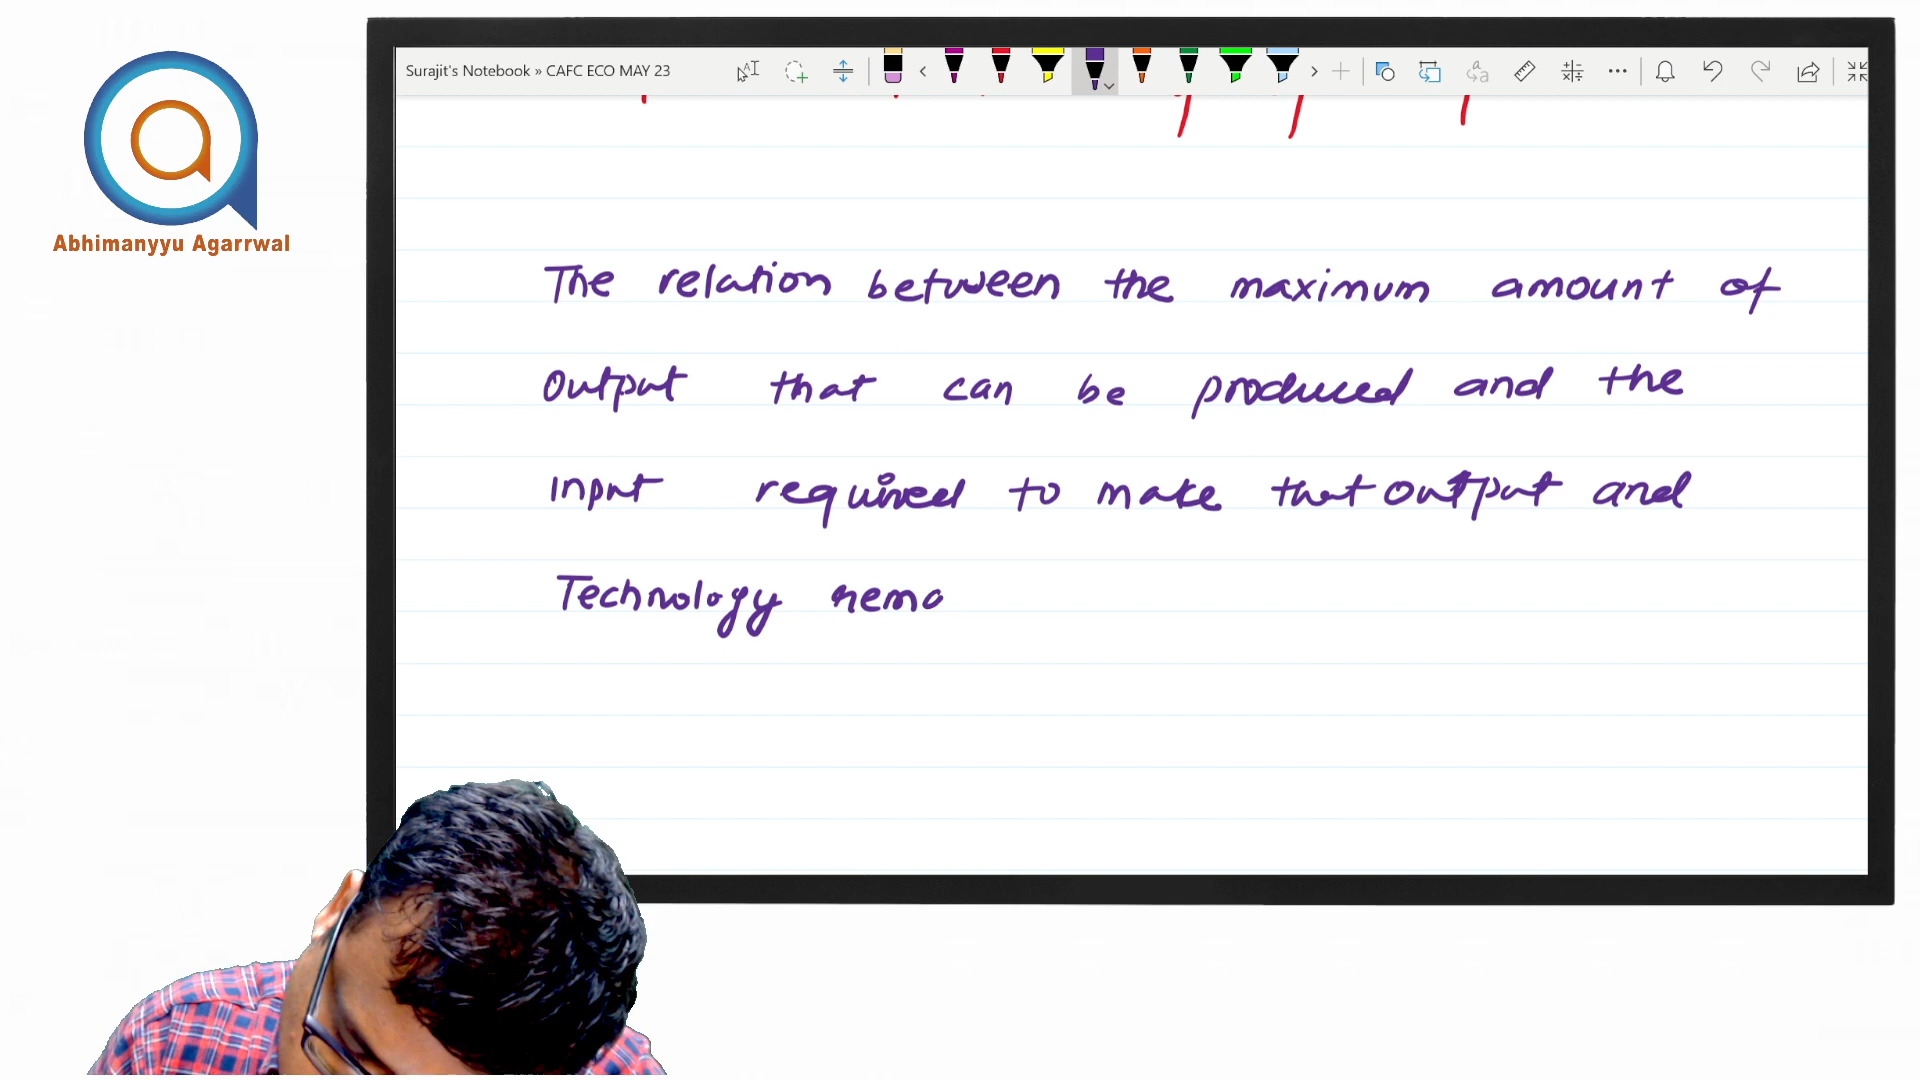 Abhimanyyu Agarrwal
Surajit's Notebook » CAFC ECO MAY 23
The relation between the maximum amount of
Output that can be produced and the
input required to make that output and
Technology rema